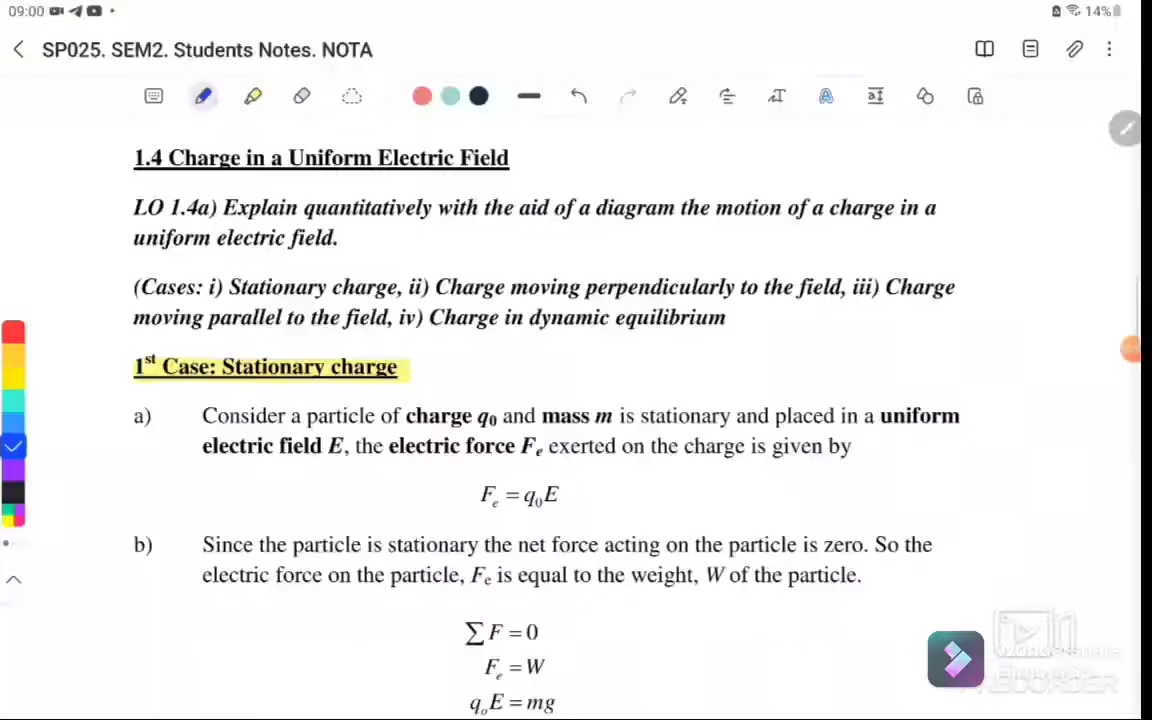 09:00
14%
SP025. SEM2. Students Notes. NOTA
1.4 Charge in a Uniform Electric Field
LO 1.4a) Explain quantitatively with the aid of a diagram the motion of a charge in a
uniform electric field.
(Cases: i) Stationary charge, ii) Charge moving perpendicularly to the field, iii) Charge
moving parallel to the field, iv) Charge in dynamic equilibrium
1st Case: Stationary charge
a) Consider a particle of charge q₀ and mass m is stationary and placed in a uniform
electric field E, the electric force Fₑ exerted on the charge is given by
Fₑ = q₀E
b) Since the particle is stationary the net force acting on the particle is zero. So the
electric force on the particle, Fₑ is equal to the weight, W of the particle.
∑ F = 0
Fₑ = W
qₒE = mg
Wondershare
RECORDER